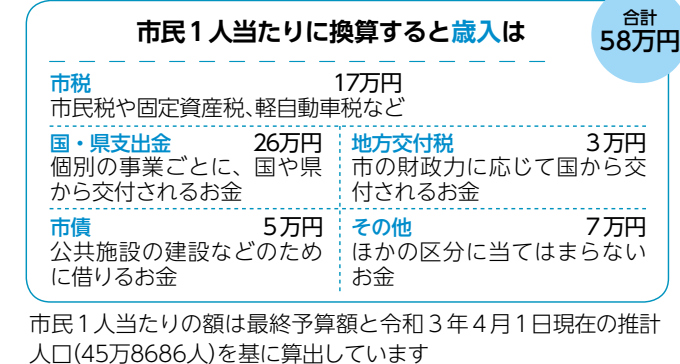 市民1人当たりに換算すると歳入は
合計
58万円
市税 17万円
市民税や固定資産税、軽自動車税など
国・県支出金 26万円
個別の事業ごとに、国や県
から交付されるお金
地方交付税 3万円
市の財政力に応じて国から交
付されるお金
市債 5万円
公共施設の建設などのため
に借りるお金
その他 7万円
ほかの区分に当てはまらない
お金
市民1人当たりの額は最終予算額と令和3年4月1日現在の推計
人口(45万8686人)を基に算出しています